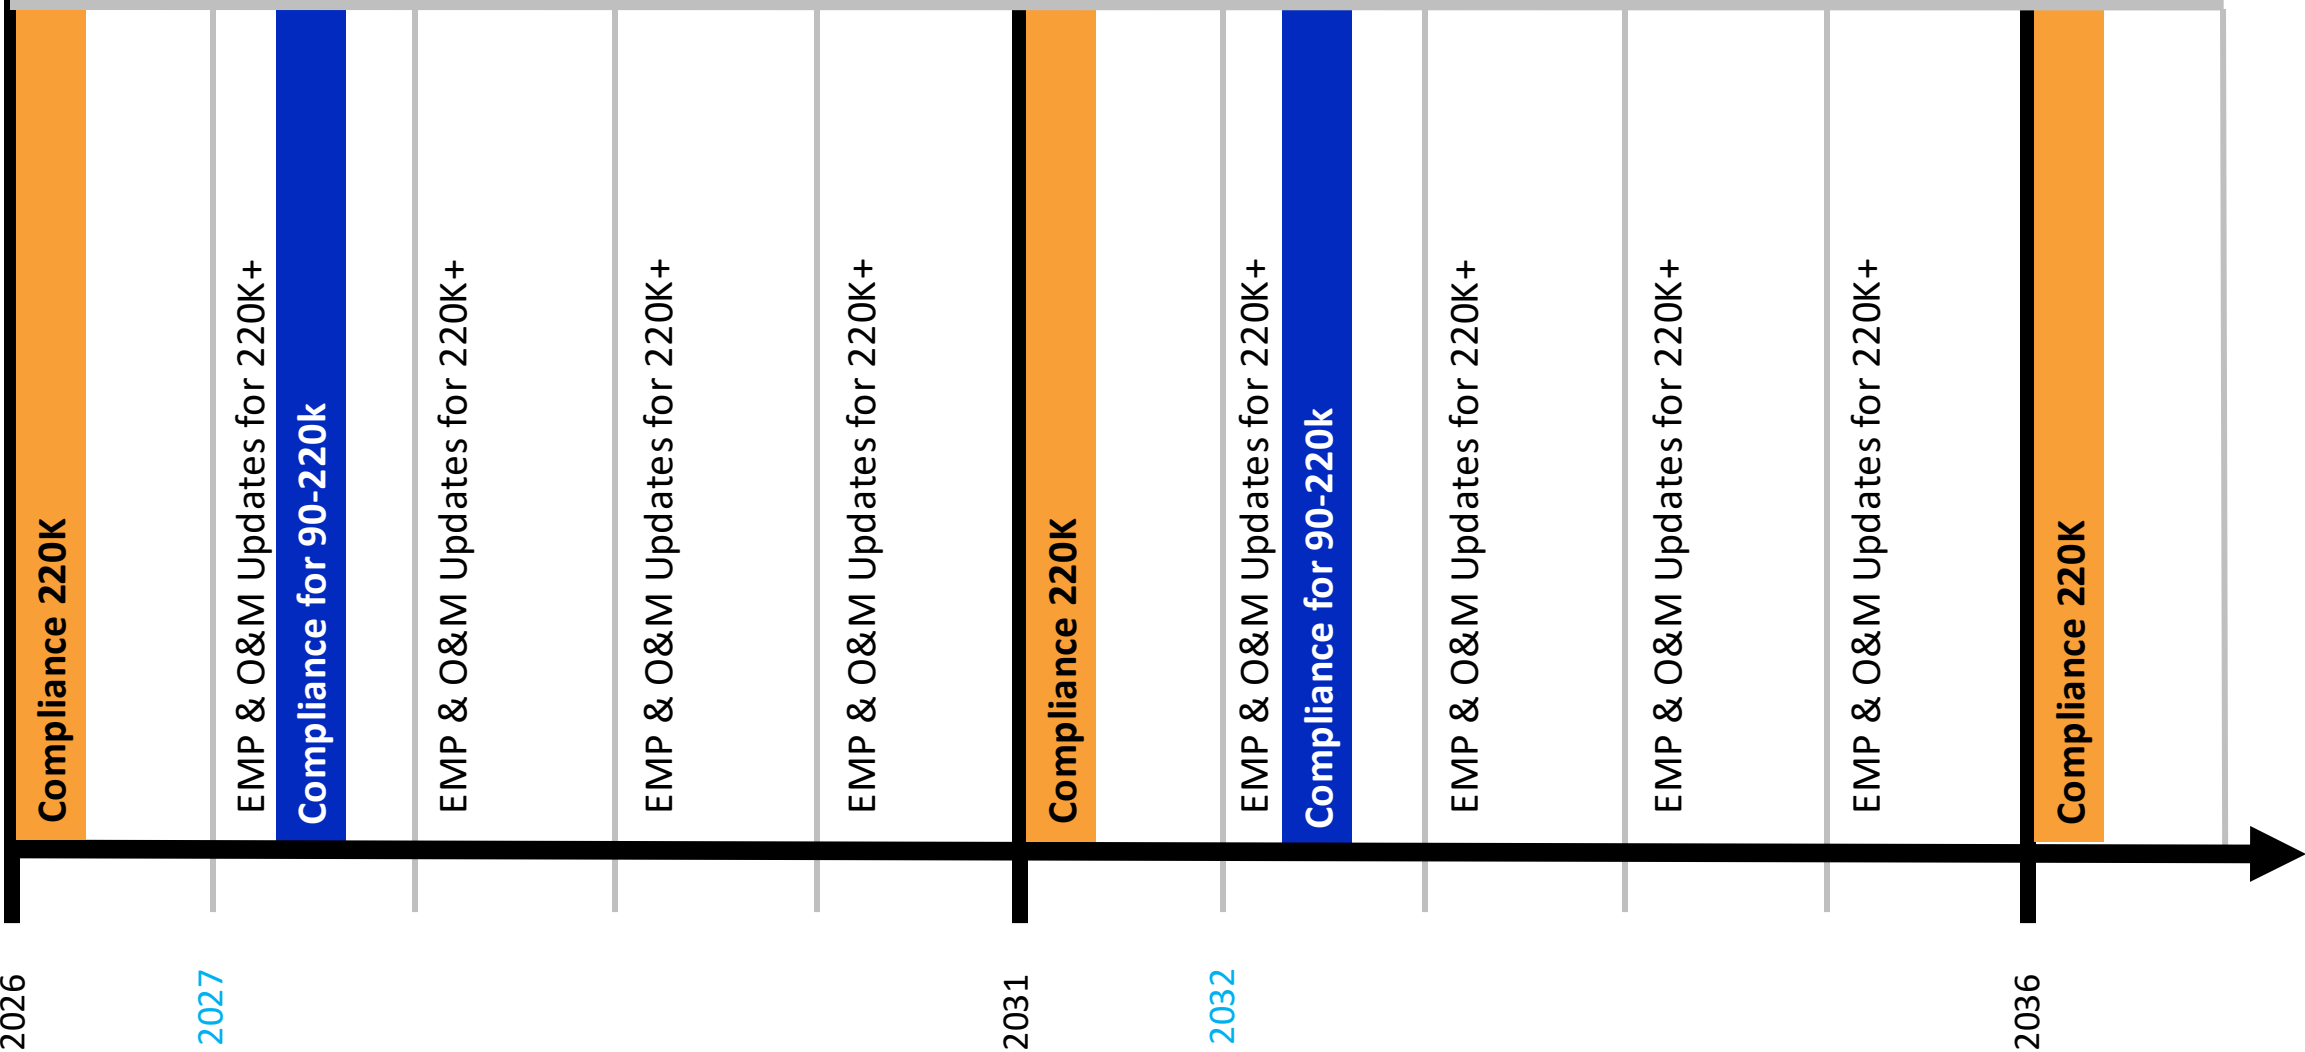 Compliance 220K
EMP & O&M Updates for 220K+
Compliance for 90-220k
EMP & O&M Updates for 220K+
EMP & O&M Updates for 220K+
EMP & O&M Updates for 220K+
Compliance 220K
EMP & O&M Updates for 220K+
Compliance for 90-220k
EMP & O&M Updates for 220K+
EMP & O&M Updates for 220K+
EMP & O&M Updates for 220K+
Compliance 220K
2026
2027
2031
2032
2036